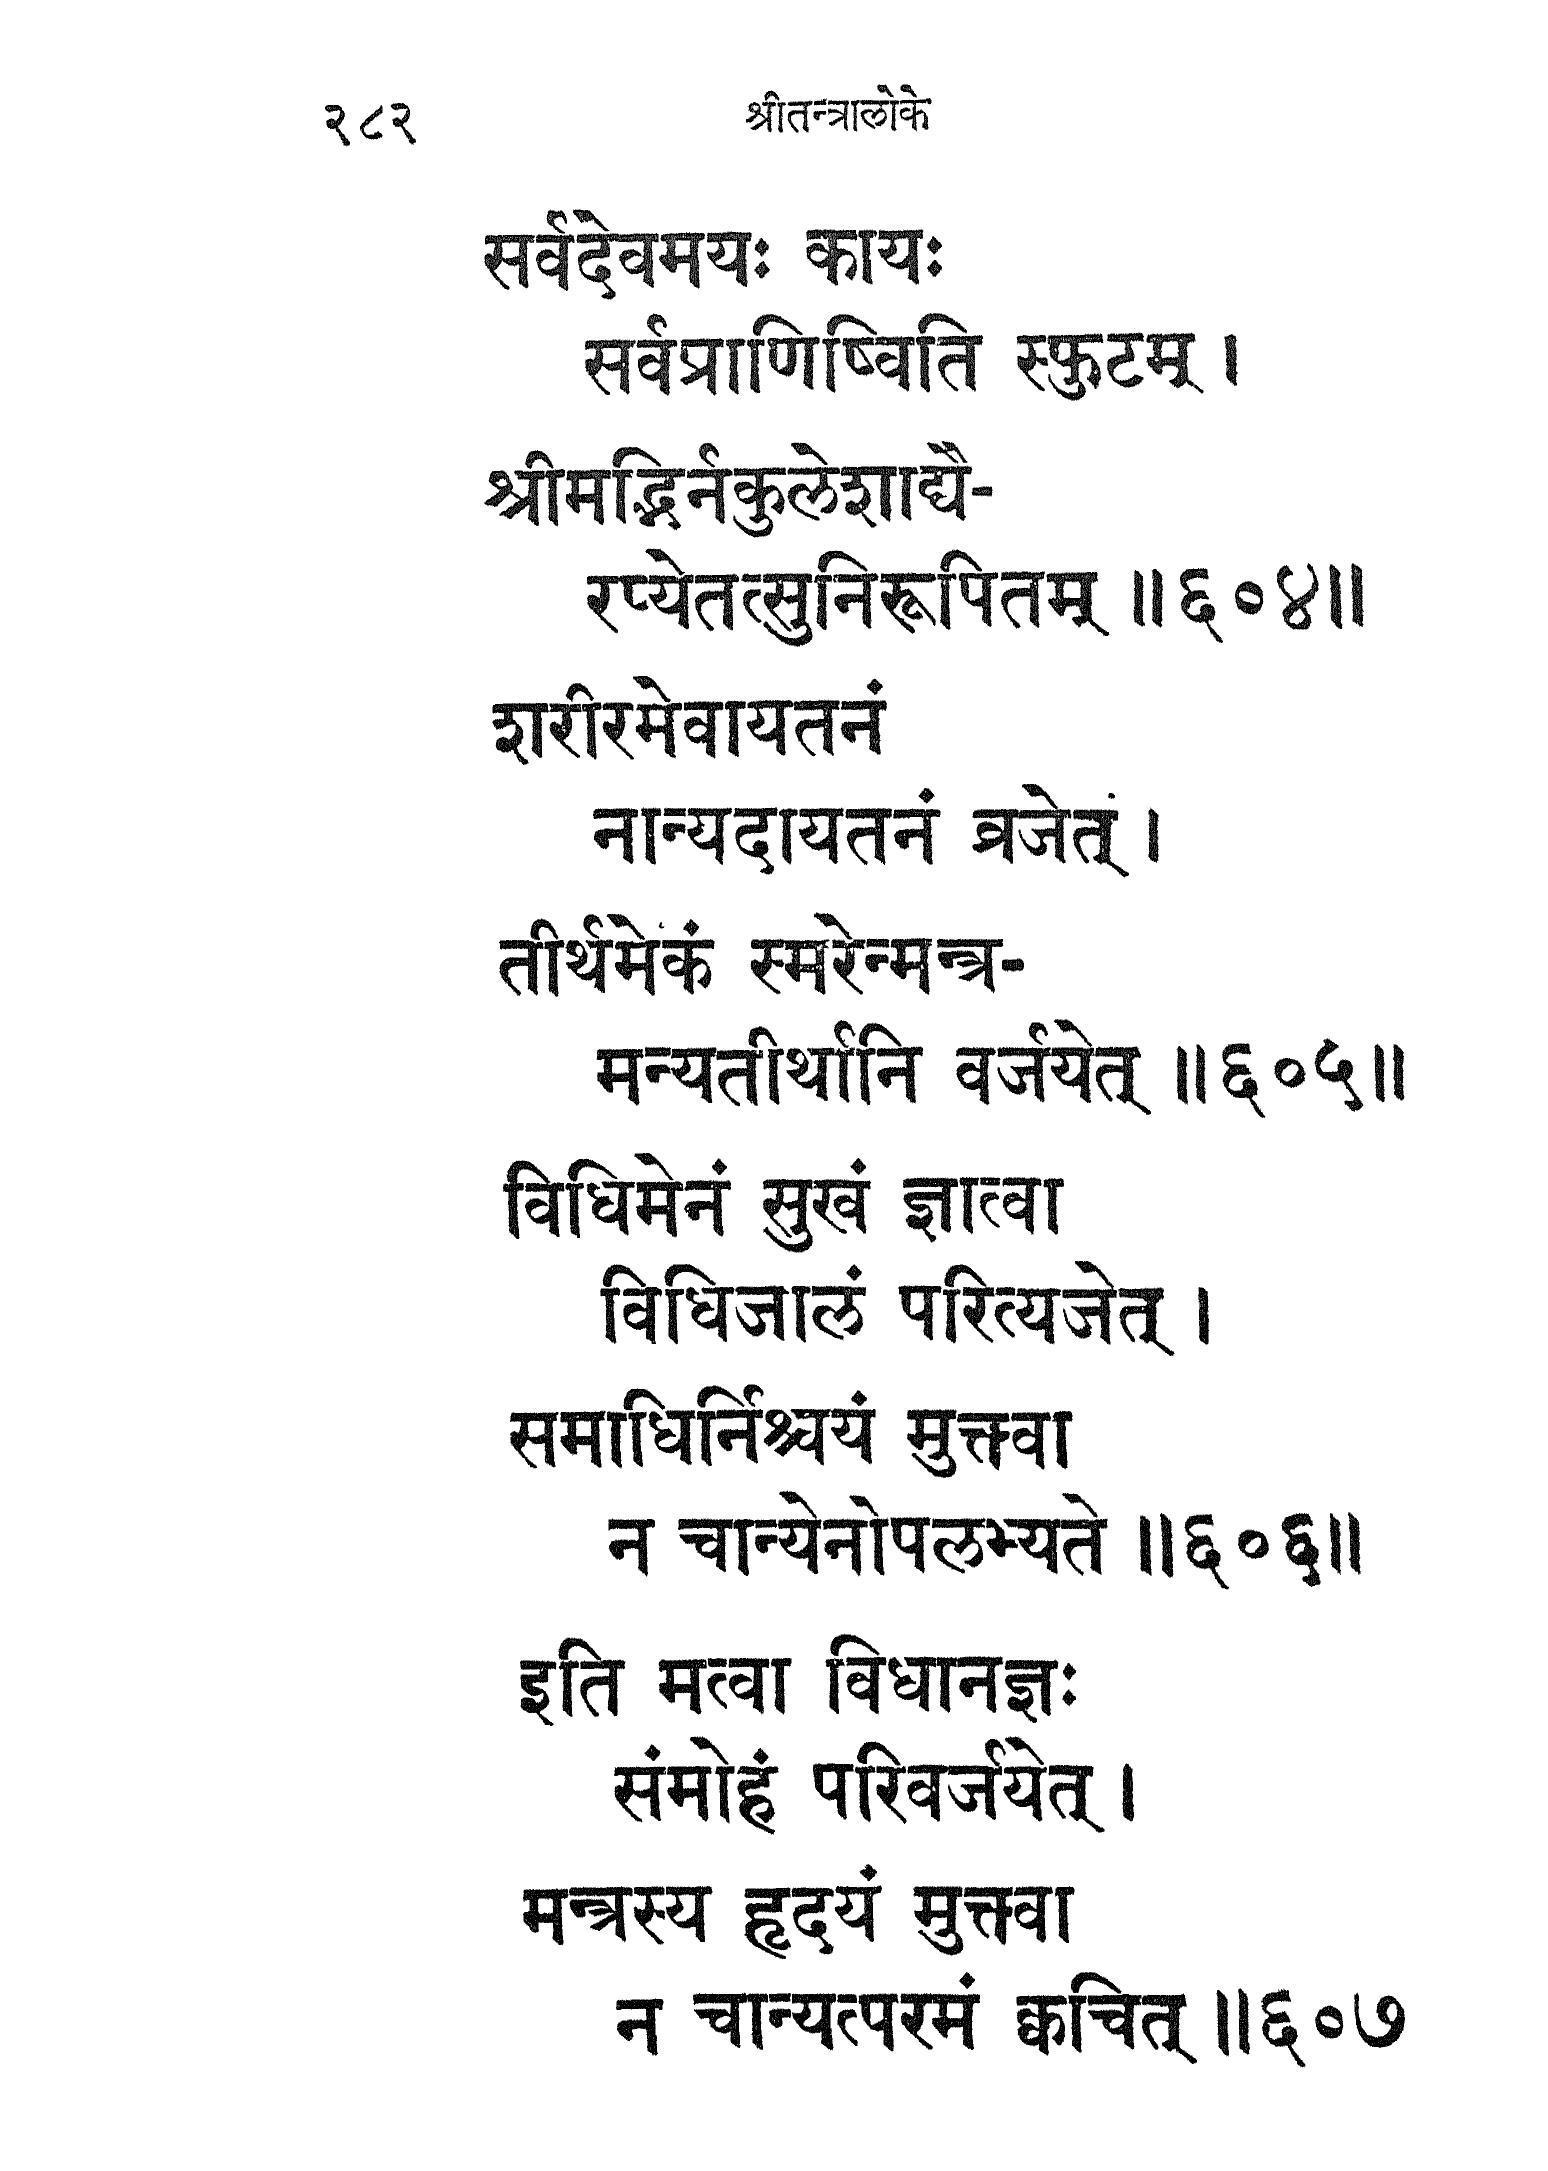 २८२ श्रीतन्त्रालोके
सर्वदेवमयः कायः
सर्वप्राणिष्विति स्फुटम् ।
श्रीमद्भिर्नकुलेशाद्यै-
रप्येतत्सुनिरूपितम् ॥६०४॥
शरीरमेवायतनं
नान्यदायतनं व्रजेत् ।
तीर्थमेकं स्मरेन्मन्त्र-
मन्यतीर्थानि वर्जयेत् ॥६०५॥
विधिमेनं सुखं ज्ञात्वा
विधिजालं परित्यजेत् ।
समाधिर्निश्चयं मुक्त्वा
न चान्येनोपलभ्यते ॥६०६॥
इति मत्वा विधानज्ञः
संमोहं परिवर्जयेत् ।
मन्त्रस्य हृदयं मुक्त्वा
न चान्यत्परमं क्वचित् ॥६०७